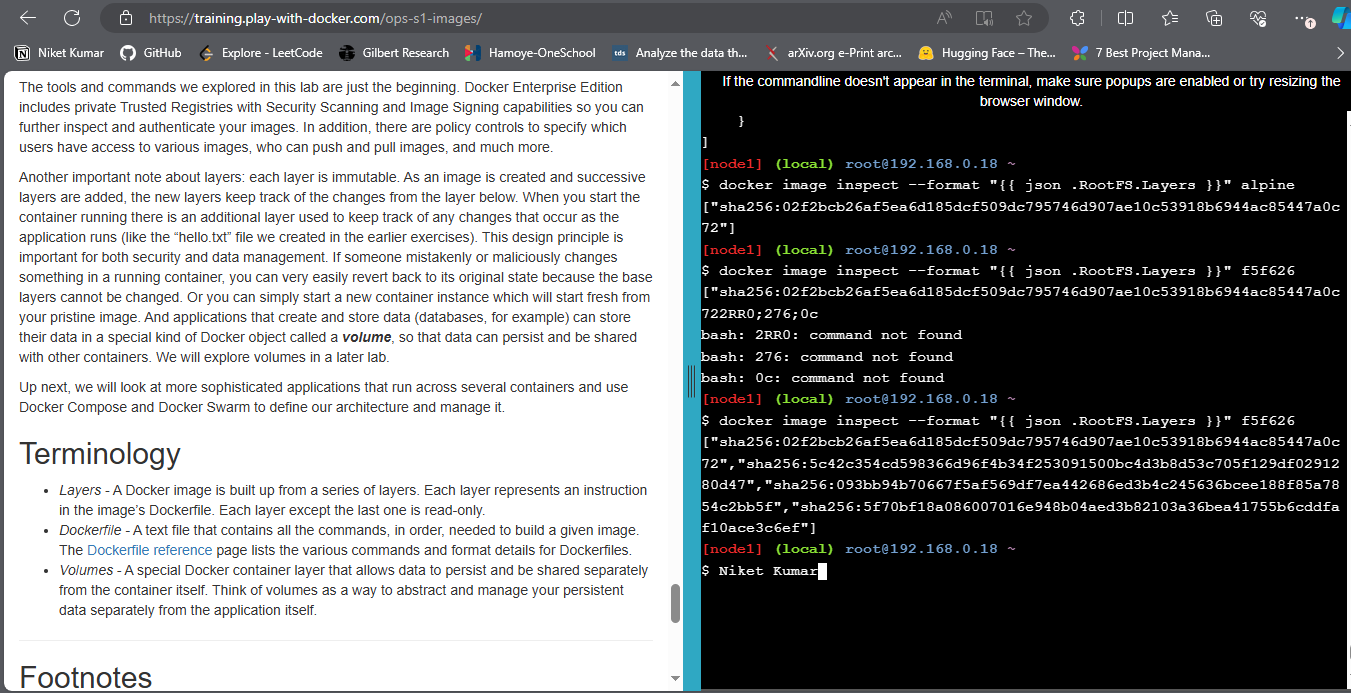 https://training.play-with-docker.com/ops-s1-images/
Niket Kumar
GitHub
Explore - LeetCode
Gilbert Research
Hamoye-OneSchool
tds
Analyze the data th...
arXiv.org e-Print arc...
Hugging Face – The...
7 Best Project Mana...
The tools and commands we explored in this lab are just the beginning. Docker Enterprise Edition
includes private Trusted Registries with Security Scanning and Image Signing capabilities so you can
further inspect and authenticate your images. In addition, there are policy controls to specify which
users have access to various images, who can push and pull images, and much more.
Another important note about layers: each layer is immutable. As an image is created and successive
layers are added, the new layers keep track of the changes from the layer below. When you start the
container running there is an additional layer used to keep track of any changes that occur as the
application runs (like the “hello.txt” file we created in the earlier exercises). This design principle is
important for both security and data management. If someone mistakenly or maliciously changes
something in a running container, you can very easily revert back to its original state because the base
layers cannot be changed. Or you can simply start a new container instance which will start fresh from
your pristine image. And applications that create and store data (databases, for example) can store
their data in a special kind of Docker object called a volume, so that data can persist and be shared
with other containers. We will explore volumes in a later lab.
Up next, we will look at more sophisticated applications that run across several containers and use
Docker Compose and Docker Swarm to define our architecture and manage it.
Terminology
• Layers - A Docker image is built up from a series of layers. Each layer represents an instruction
in the image’s Dockerfile. Each layer except the last one is read-only.
• Dockerfile - A text file that contains all the commands, in order, needed to build a given image.
The Dockerfile reference page lists the various commands and format details for Dockerfiles.
• Volumes - A special Docker container layer that allows data to persist and be shared separately
from the container itself. Think of volumes as a way to abstract and manage your persistent
data separately from the application itself.
Footnotes
If the commandline doesn't appear in the terminal, make sure popups are enabled or try resizing the
browser window.
}
]
[node1] (local) root@192.168.0.18 ~
$ docker image inspect --format "{{ json .RootFS.Layers }}" alpine
["sha256:02f2bcb26af5ea6d185dcf509dc795746d907ae10c53918b6944ac85447a0c
72"]
[node1] (local) root@192.168.0.18 ~
$ docker image inspect --format "{{ json .RootFS.Layers }}" f5f626
["sha256:02f2bcb26af5ea6d185dcf509dc795746d907ae10c53918b6944ac85447a0c
722RR0;276;0c
bash: 2RR0: command not found
bash: 276: command not found
bash: 0c: command not found
[node1] (local) root@192.168.0.18 ~
$ docker image inspect --format "{{ json .RootFS.Layers }}" f5f626
["sha256:02f2bcb26af5ea6d185dcf509dc795746d907ae10c53918b6944ac85447a0c
72","sha256:5c42c354cd598366d96f4b34f253091500bc4d3b8d53c705f129df02912
80d47","sha256:093bb94b70667f5af569df7ea442686ed3b4c245636bcee188f85a78
54c2bb5f","sha256:5f70bf18a086007016e948b04aed3b82103a36bea41755b6cddfa
f10ace3c6ef"]
[node1] (local) root@192.168.0.18 ~
$ Niket Kumar